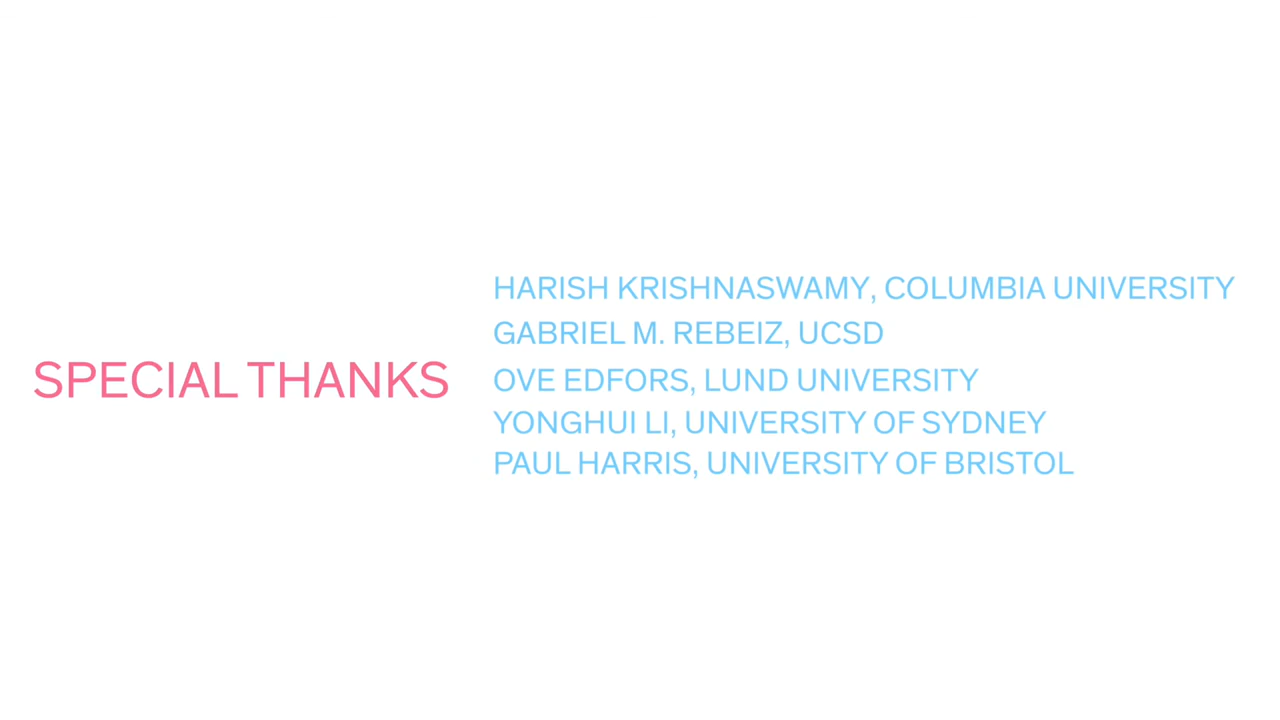 SPECIAL THANKS
HARISH KRISHNASWAMY, COLUMBIA UNIVERSITY
GABRIEL M. REBEIZ, UCSD
OVE EDFORS, LUND UNIVERSITY
YONGHUI LI, UNIVERSITY OF SYDNEY
PAUL HARRIS, UNIVERSITY OF BRISTOL